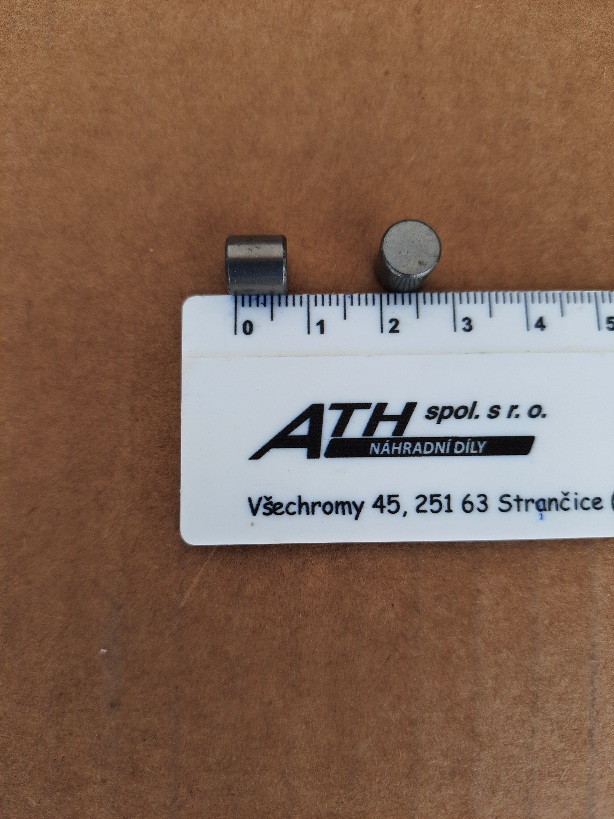 0 1 2 3 4 5
ATH spol. s r. o.
NÁHRADNÍ DÍLY
Všechromy 45, 251 63 Strančice (